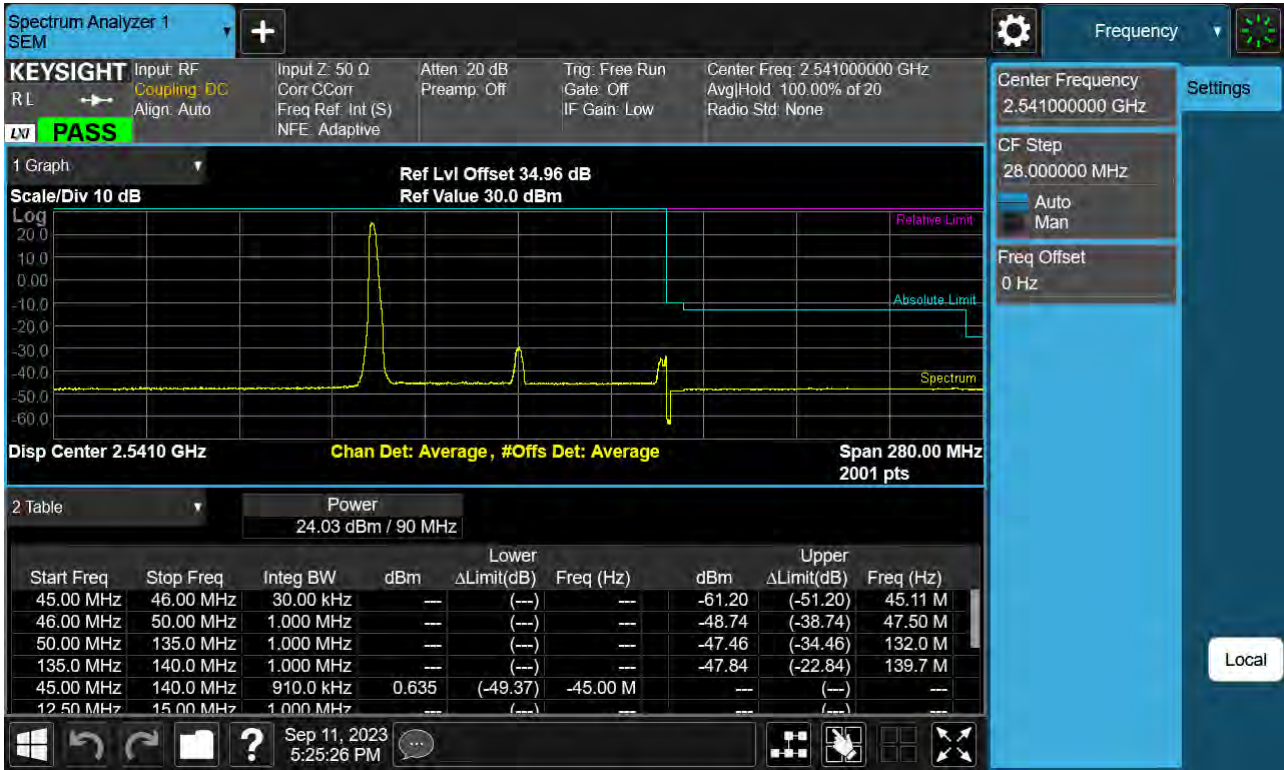 Spectrum Analyzer 1
SEM
+
Frequency
KEYSIGHT
RL
LXI
PASS
Input: RF
Coupling: DC
Align: Auto
Input Z: 50 Ω
Corr CCorr
Freq Ref: Int (S)
NFE: Adaptive
Atten: 20 dB
Preamp: Off
Trig: Free Run
Gate: Off
IF Gain: Low
Center Freq: 2.541000000 GHz
Avg|Hold: 100.00% of 20
Radio Std: None
Center Frequency
2.541000000 GHz
Settings
CF Step
28.000000 MHz
Auto
Man
Freq Offset
0 Hz
Local
1 Graph
Scale/Div 10 dB
Ref Lvl Offset 34.96 dB
Ref Value 30.0 dBm
Log
20.0
10.0
0.00
-10.0
-20.0
-30.0
-40.0
-50.0
-60.0
Relative Limit
Absolute Limit
Spectrum
Disp Center 2.5410 GHz
Chan Det: Average, #Offs Det: Average
Span 280.00 MHz
2001 pts
2 Table
Power
24.03 dBm / 90 MHz
Lower Upper
Start Freq Stop Freq Integ BW dBm ΔLimit(dB) Freq (Hz) dBm ΔLimit(dB) Freq (Hz)
45.00 MHz 46.00 MHz 30.00 kHz --- (---) --- -61.20 (-51.20) 45.11 M
46.00 MHz 50.00 MHz 1.000 MHz --- (---) --- -48.74 (-38.74) 47.50 M
50.00 MHz 135.0 MHz 1.000 MHz --- (---) --- -47.46 (-34.46) 132.0 M
135.0 MHz 140.0 MHz 1.000 MHz --- (---) --- -47.84 (-22.84) 139.7 M
45.00 MHz 140.0 MHz 910.0 kHz 0.635 (-49.37) -45.00 M --- (---) ---
12.50 MHz 15.00 MHz 1.000 MHz --- (---) --- --- (---) ---
?
Sep 11, 2023
5:25:26 PM